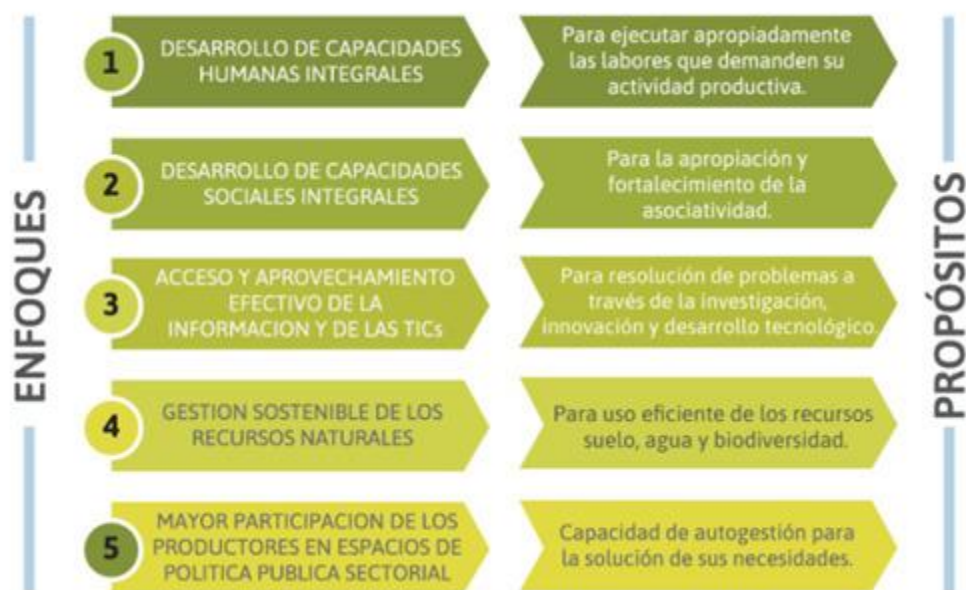 ENFOQUES
PROPÓSITOS
1
DESARROLLO DE CAPACIDADES
HUMANAS INTEGRALES
Para ejecutar apropiadamente
las labores que demanden su
actividad productiva.
2
DESARROLLO DE CAPACIDADES
SOCIALES INTEGRALES
Para la apropiación y
fortalecimiento de la
asociatividad.
3
ACCESO Y APROVECHAMIENTO
EFECTIVO DE LA
INFORMACION Y DE LAS TICs
Para resolución de problemas a
través de la investigación,
innovación y desarrollo tecnológico.
4
GESTION SOSTENIBLE DE LOS
RECURSOS NATURALES
Para uso eficiente de los recursos
suelo, agua y biodiversidad.
5
MAYOR PARTICIPACION DE LOS
PRODUCTORES EN ESPACIOS DE
POLITICA PUBLICA SECTORIAL
Capacidad de autogestión para
la solución de sus necesidades.